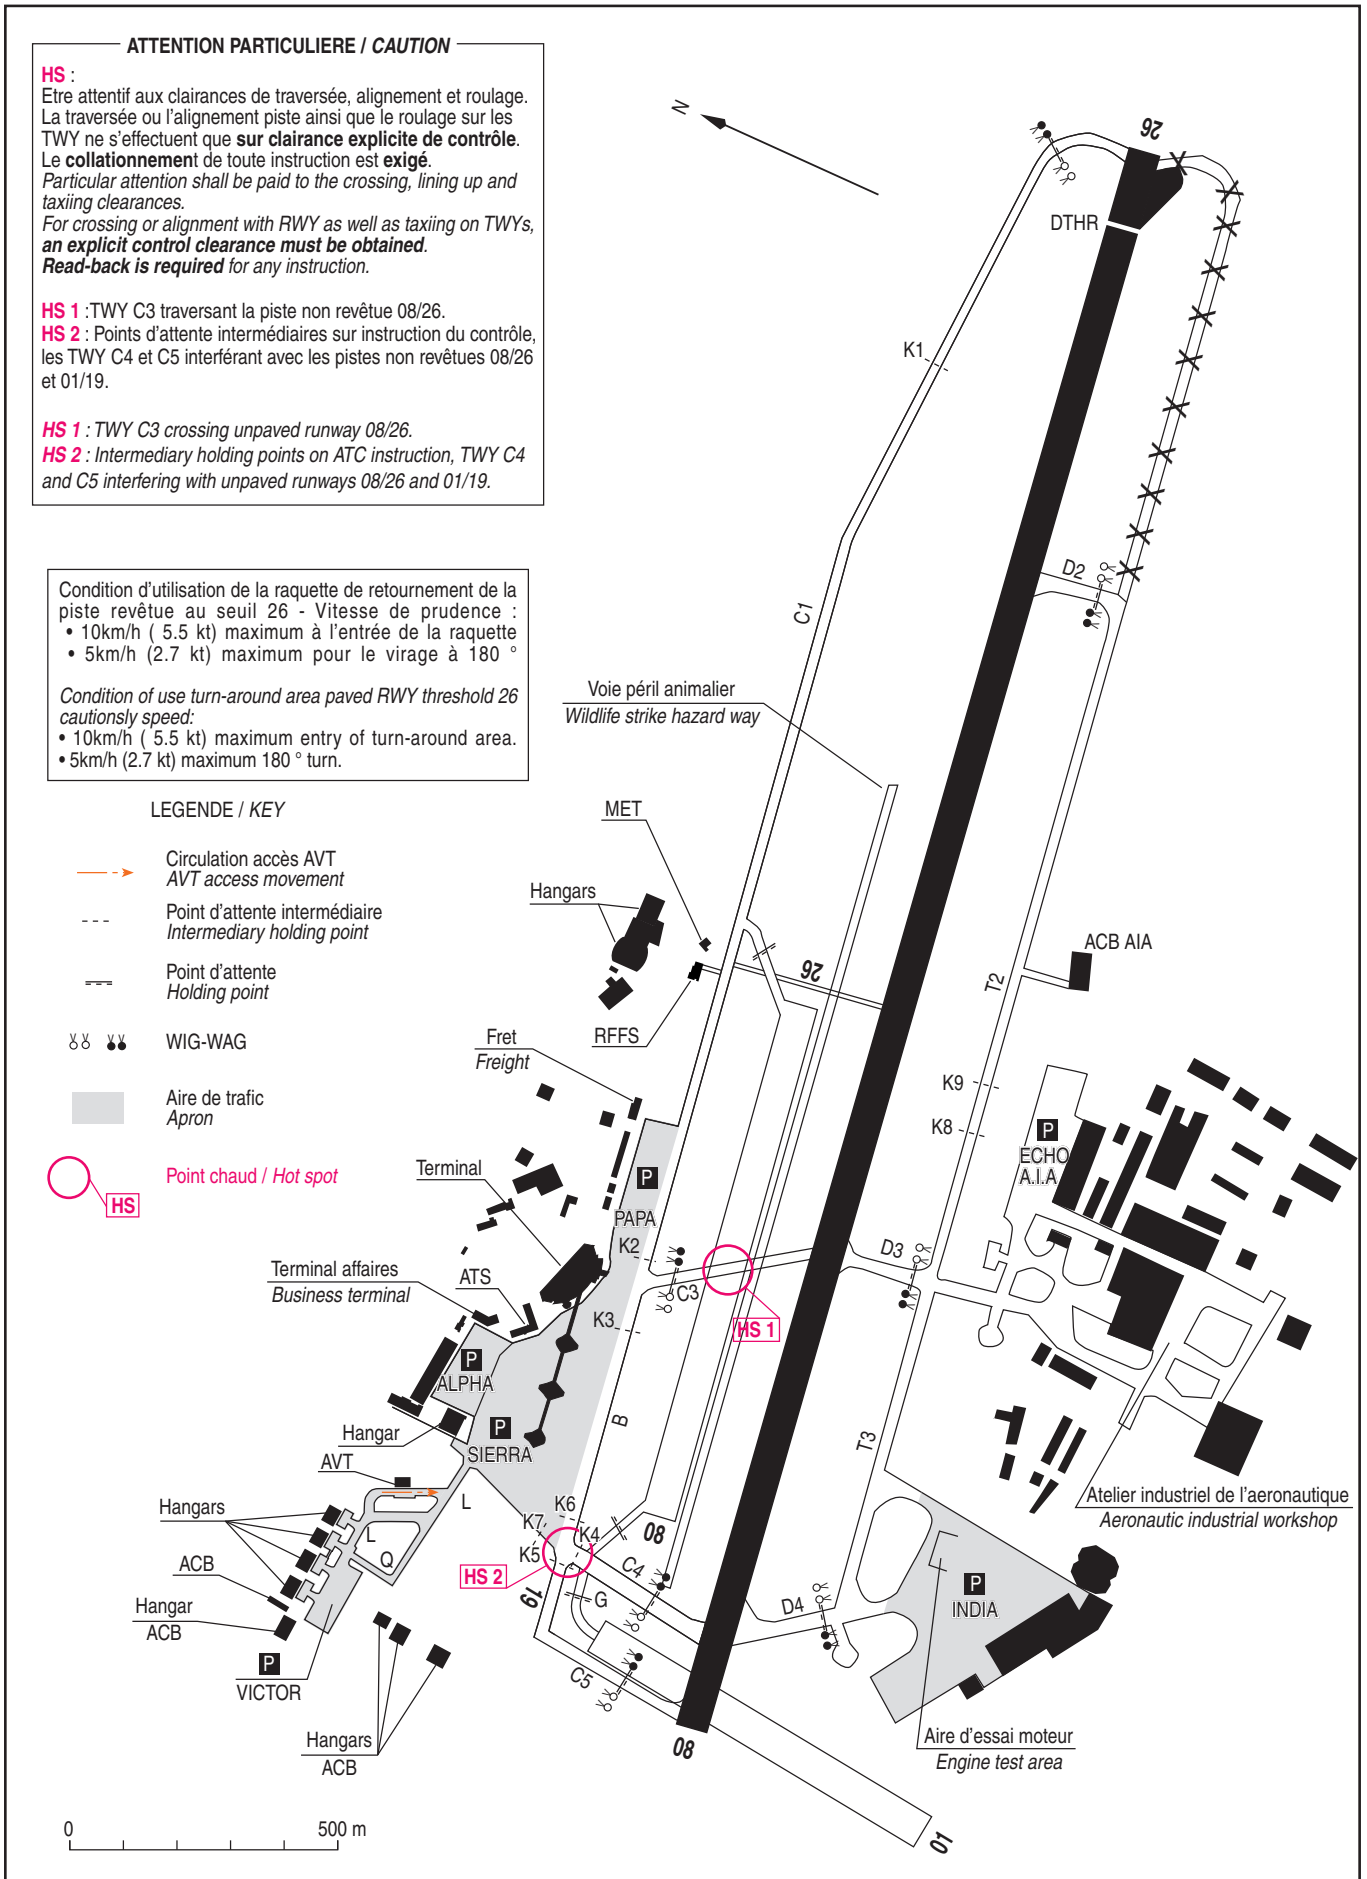 ATTENTION PARTICULIERE / CAUTION
HS :
Etre attentif aux clairances de traversée, alignement et roulage.
La traversée ou l'alignement piste ainsi que le roulage sur les
TWY ne s'effectuent que sur clairance explicite de contrôle.
Le collationnement de toute instruction est exigé.
Particular attention shall be paid to the crossing, lining up and
taxiing clearances.
For crossing or alignment with RWY as well as taxiing on TWYs,
an explicit control clearance must be obtained.
Read-back is required for any instruction.
HS 1 :TWY C3 traversant la piste non revêtue 08/26.
HS 2 : Points d'attente intermédiaires sur instruction du contrôle,
les TWY C4 et C5 interférant avec les pistes non revêtues 08/26
et 01/19.
HS 1 : TWY C3 crossing unpaved runway 08/26.
HS 2 : Intermediary holding points on ATC instruction, TWY C4
and C5 interfering with unpaved runways 08/26 and 01/19.
Condition d'utilisation de la raquette de retournement de la
piste revêtue au seuil 26 - Vitesse de prudence :
• 10km/h ( 5.5 kt) maximum à l'entrée de la raquette
• 5km/h (2.7 kt) maximum pour le virage à 180 °
Condition of use turn-around area paved RWY threshold 26
cautionsly speed:
• 10km/h ( 5.5 kt) maximum entry of turn-around area.
• 5km/h (2.7 kt) maximum 180 ° turn.
LEGENDE / KEY
Circulation accès AVT
AVT access movement
Point d'attente intermédiaire
Intermediary holding point
Point d'attente
Holding point
WIG-WAG
Aire de trafic
Apron
Point chaud / Hot spot
HS
N
26
DTHR
K1
D2
C1
Voie péril animalier
Wildlife strike hazard way
MET
Hangars
26
RFFS
ACB AIA
T2
Fret
Freight
K9
K8
P
ECHO
A.I.A
Terminal
P
PAPA
K2
C3
D3
HS 1
Terminal affaires
Business terminal
ATS
K3
P
ALPHA
Hangar
P
SIERRA
B
T3
AVT
L
L
Q
Hangars
K6
K7
K4
K5
08
HS 2
C4
19
G
ACB
Hangar
ACB
P
VICTOR
C5
D4
P
INDIA
Atelier industriel de l'aeronautique
Aeronautic industrial workshop
Hangars
ACB
08
Aire d'essai moteur
Engine test area
01
0
500 m